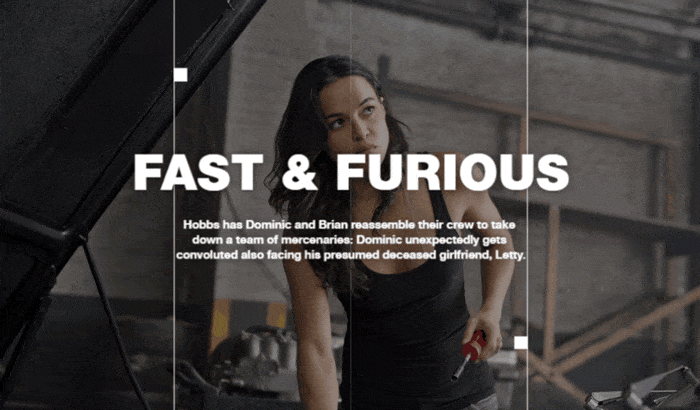 FAST & FURIOUS
Hobbs has Dominic and Brian reassemble their crew to take
down a team of mercenaries: Dominic unexpectedly gets
convoluted also facing his presumed deceased girlfriend, Letty.